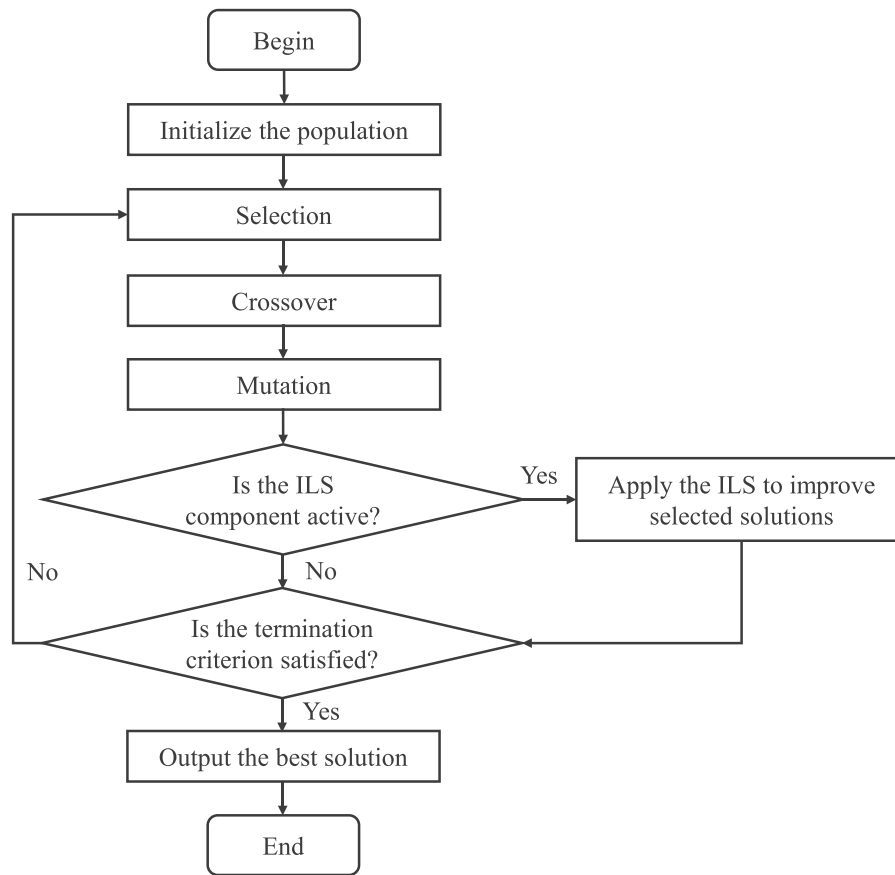 Begin
Initialize the population
Selection
Crossover
Mutation
Is the ILS
component active?
Yes
Apply the ILS to improve
selected solutions
No
No
Is the termination
criterion satisfied?
Yes
Output the best solution
End